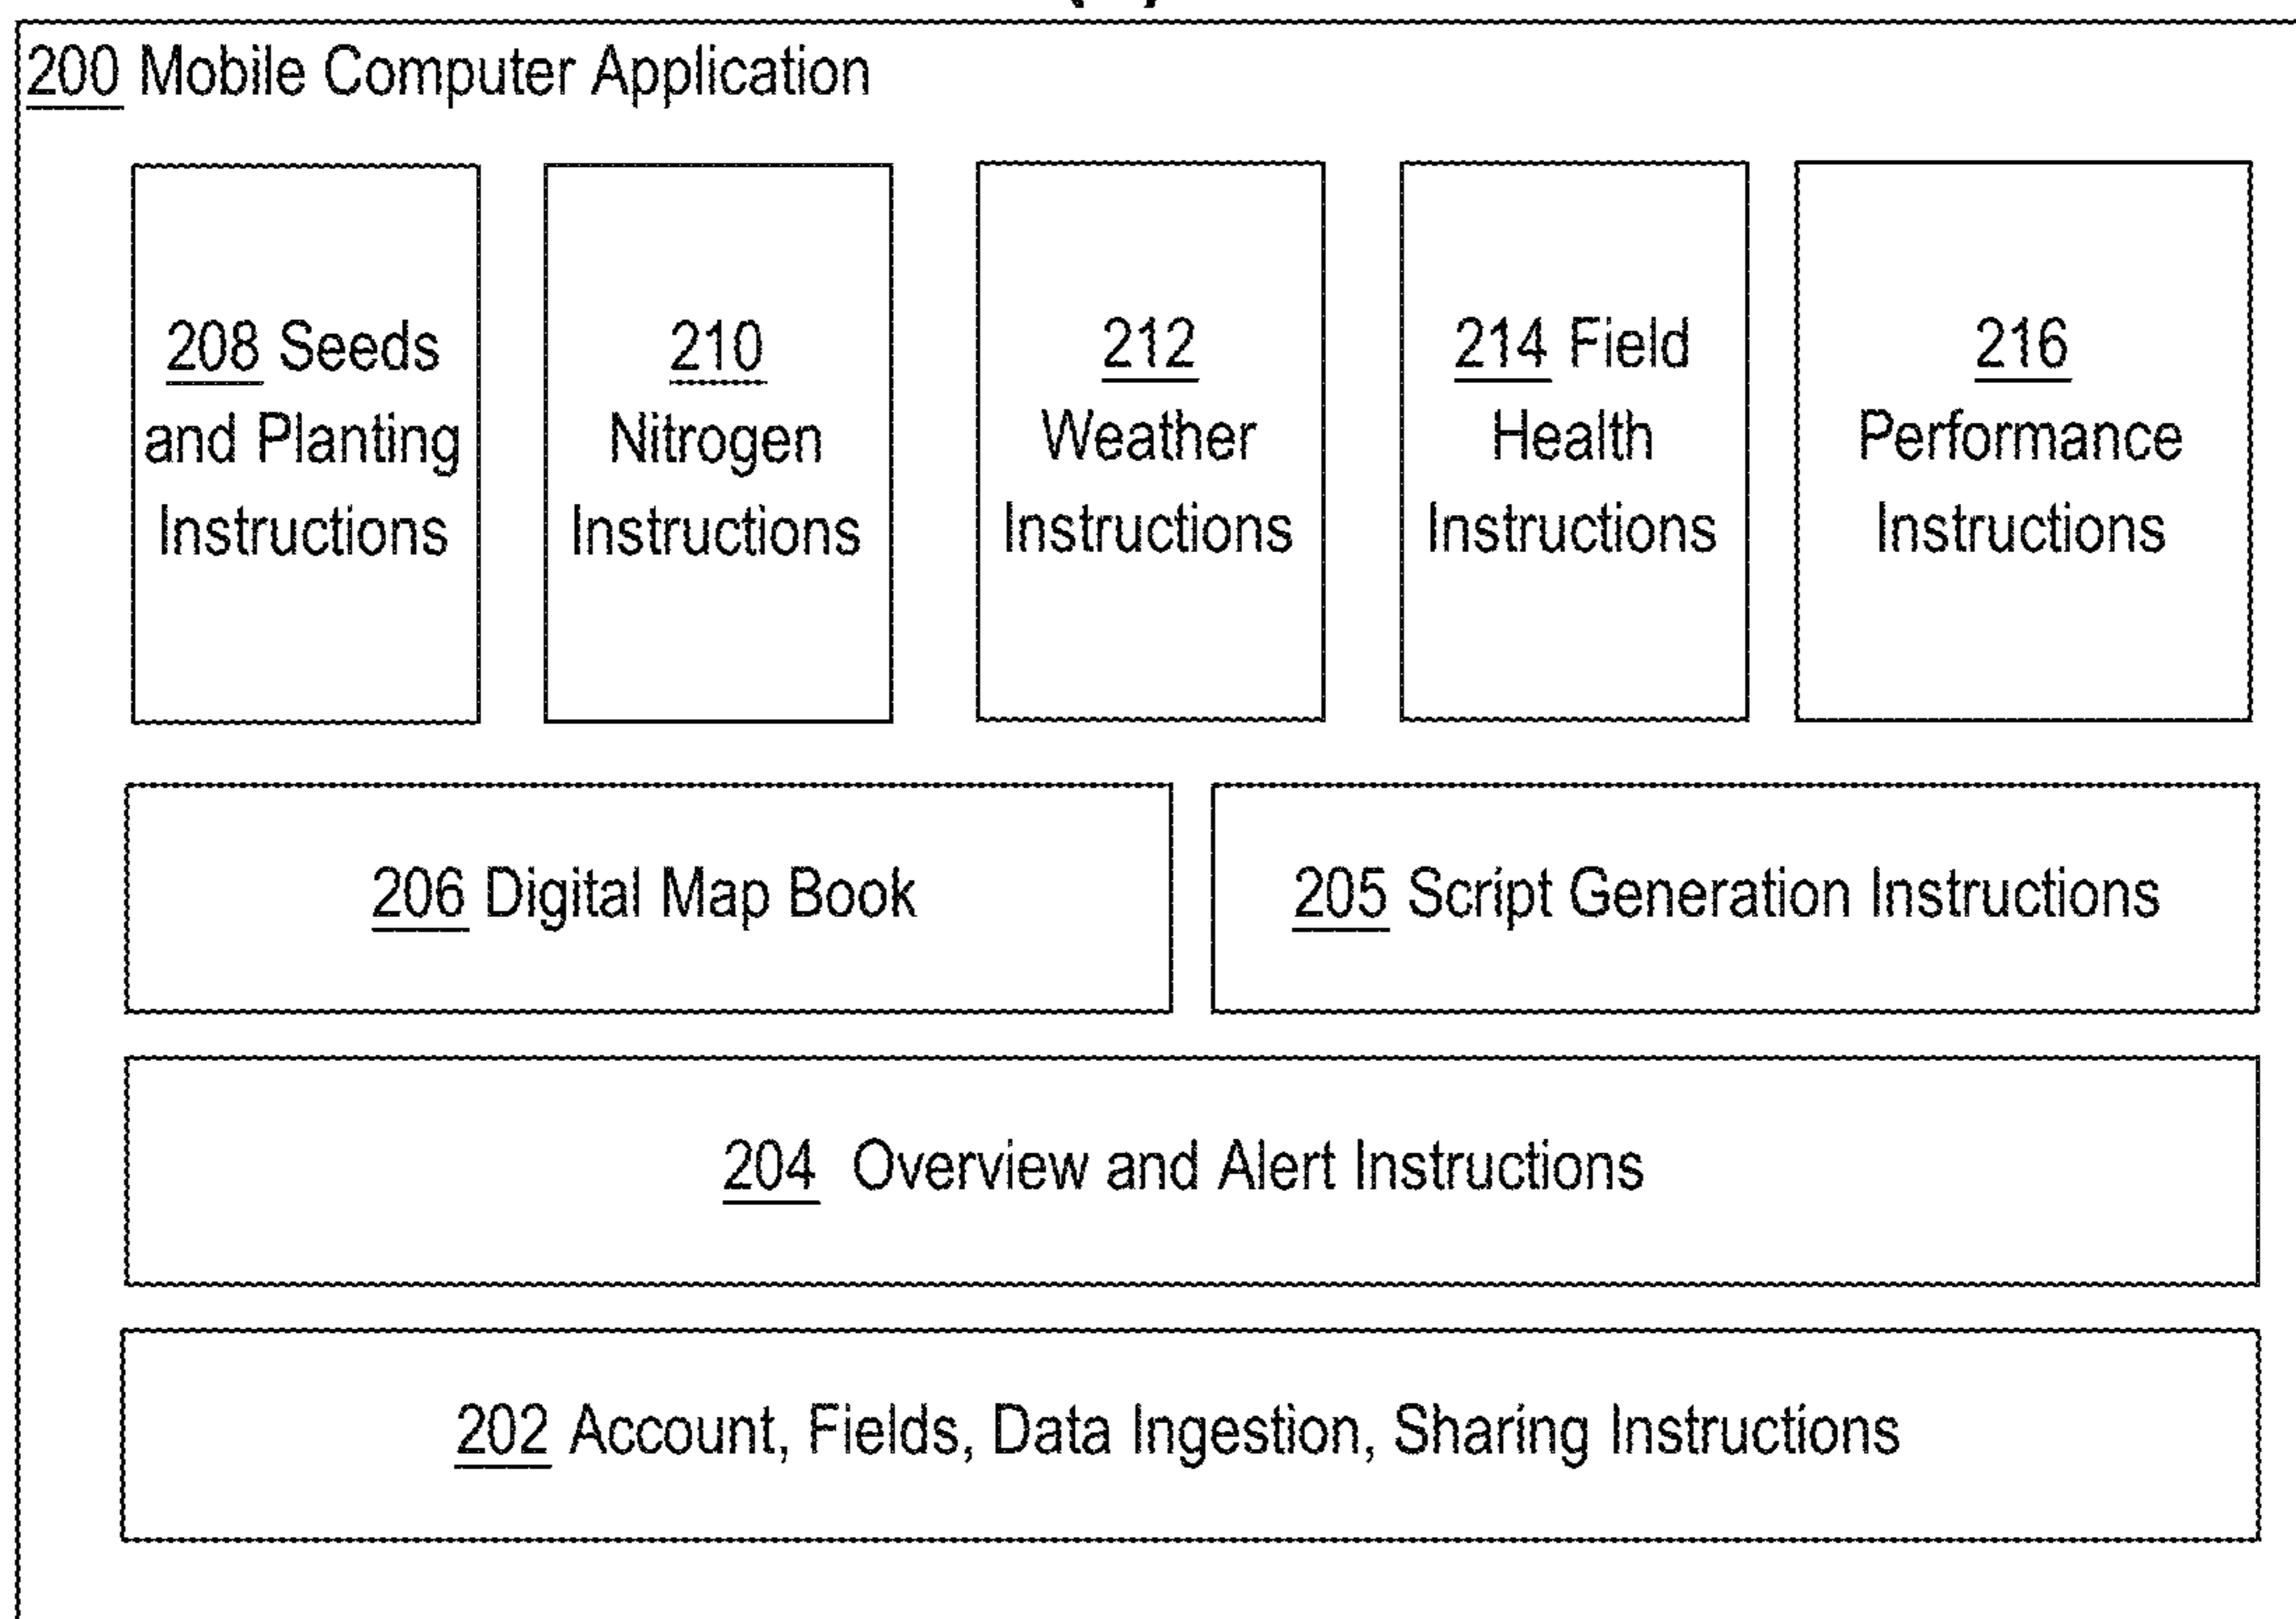 200 Mobile Computer Application
208 Seeds
and Planting
Instructions
210
Nitrogen
Instructions
212
Weather
Instructions
214 Field
Health
Instructions
216
Performance
Instructions
206 Digital Map Book
205 Script Generation Instructions
204 Overview and Alert Instructions
202 Account, Fields, Data Ingestion, Sharing Instructions